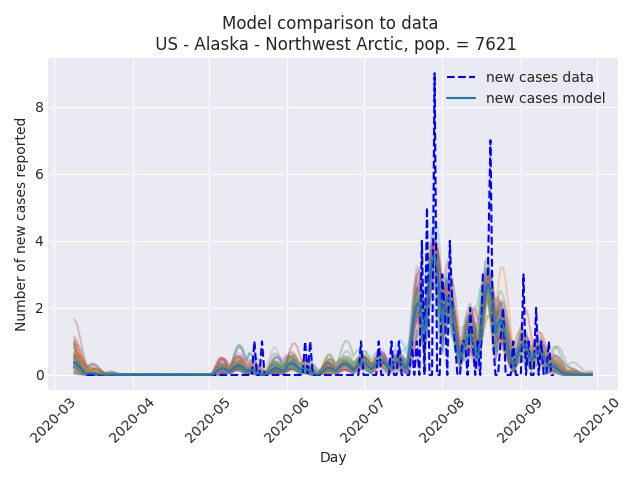 Model comparison to data
US - Alaska - Northwest Arctic, pop. = 7621
new cases data
new cases model
Number of new cases reported
8
6
4
2
0
2020-03
2020-04
2020-05
2020-06
2020-07
2020-08
2020-09
2020-10
Day